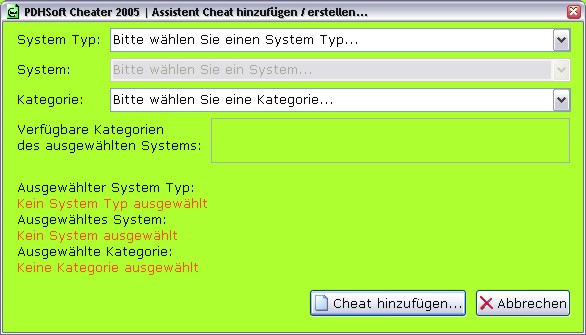 PDHSoft Cheater 2005 | Assistent Cheat hinzufügen / erstellen...
System Typ: Bitte wählen Sie einen System Typ...
System: Bitte wählen Sie ein System...
Kategorie: Bitte wählen Sie eine Kategorie...
Verfügbare Kategorien
des ausgewählten Systems:
Ausgewählter System Typ:
Kein System Typ ausgewählt
Ausgewähltes System:
Kein System ausgewählt
Ausgewählte Kategorie:
Keine Kategorie ausgewählt
Cheat hinzufügen... Abbrechen